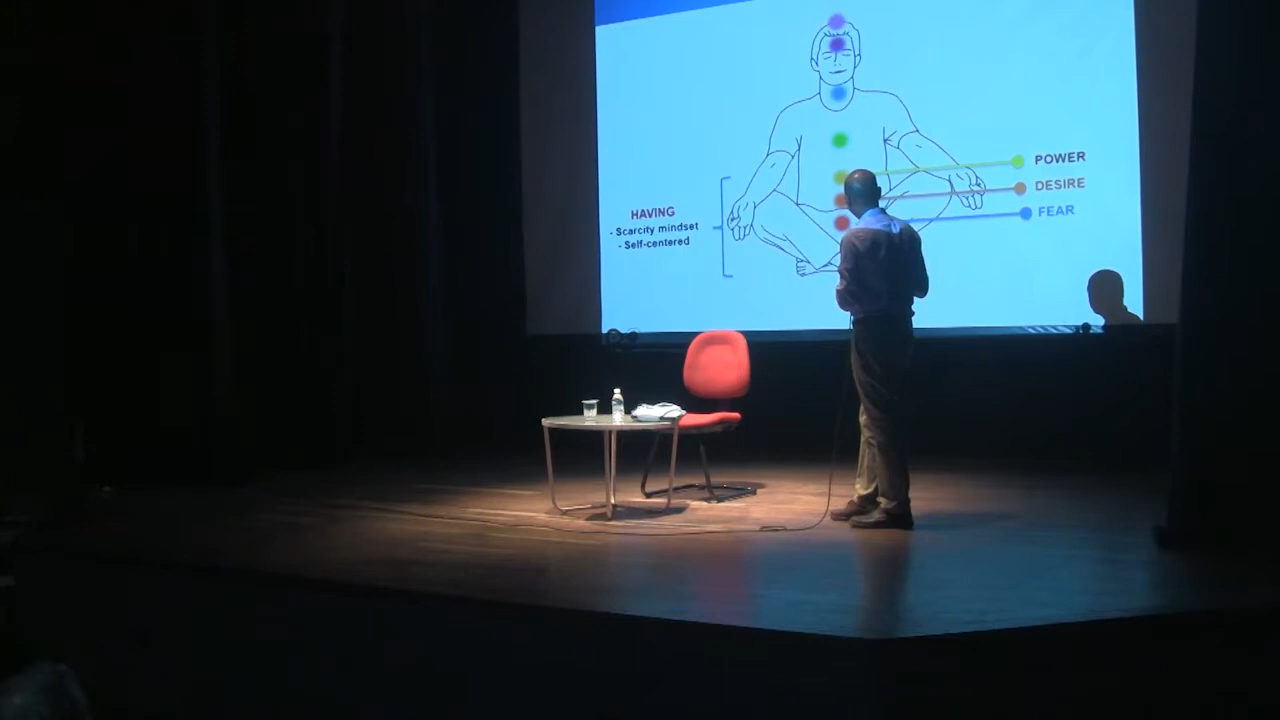 HAVING
- Scarcity mindset
- Self-centered
POWER
DESIRE
FEAR